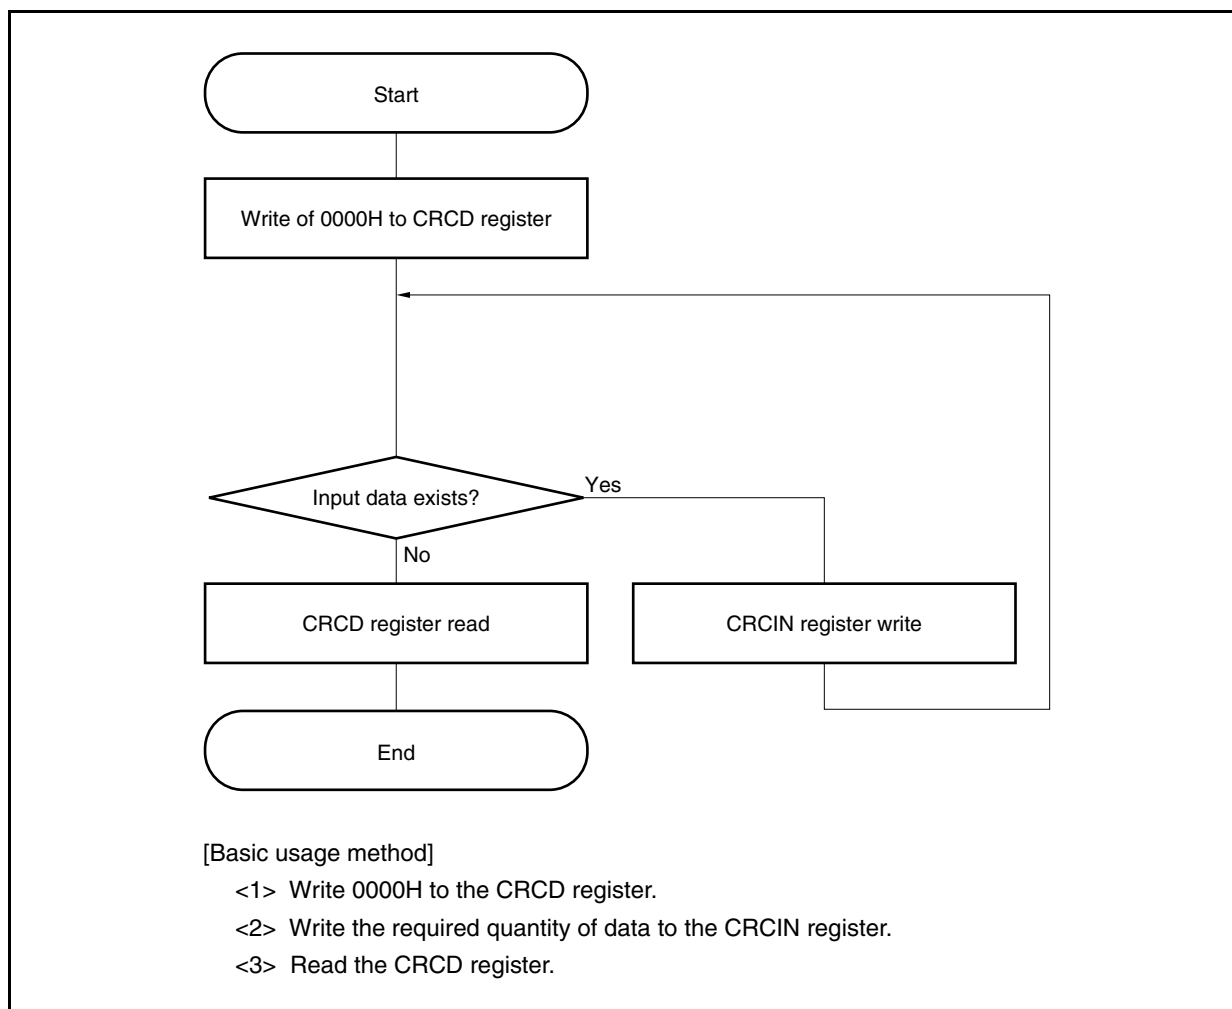 Start
Write of 0000H to CRCD register
Input data exists?
Yes
No
CRCD register read
CRCIN register write
End
[Basic usage method]
<1> Write 0000H to the CRCD register.
<2> Write the required quantity of data to the CRCIN register.
<3> Read the CRCD register.